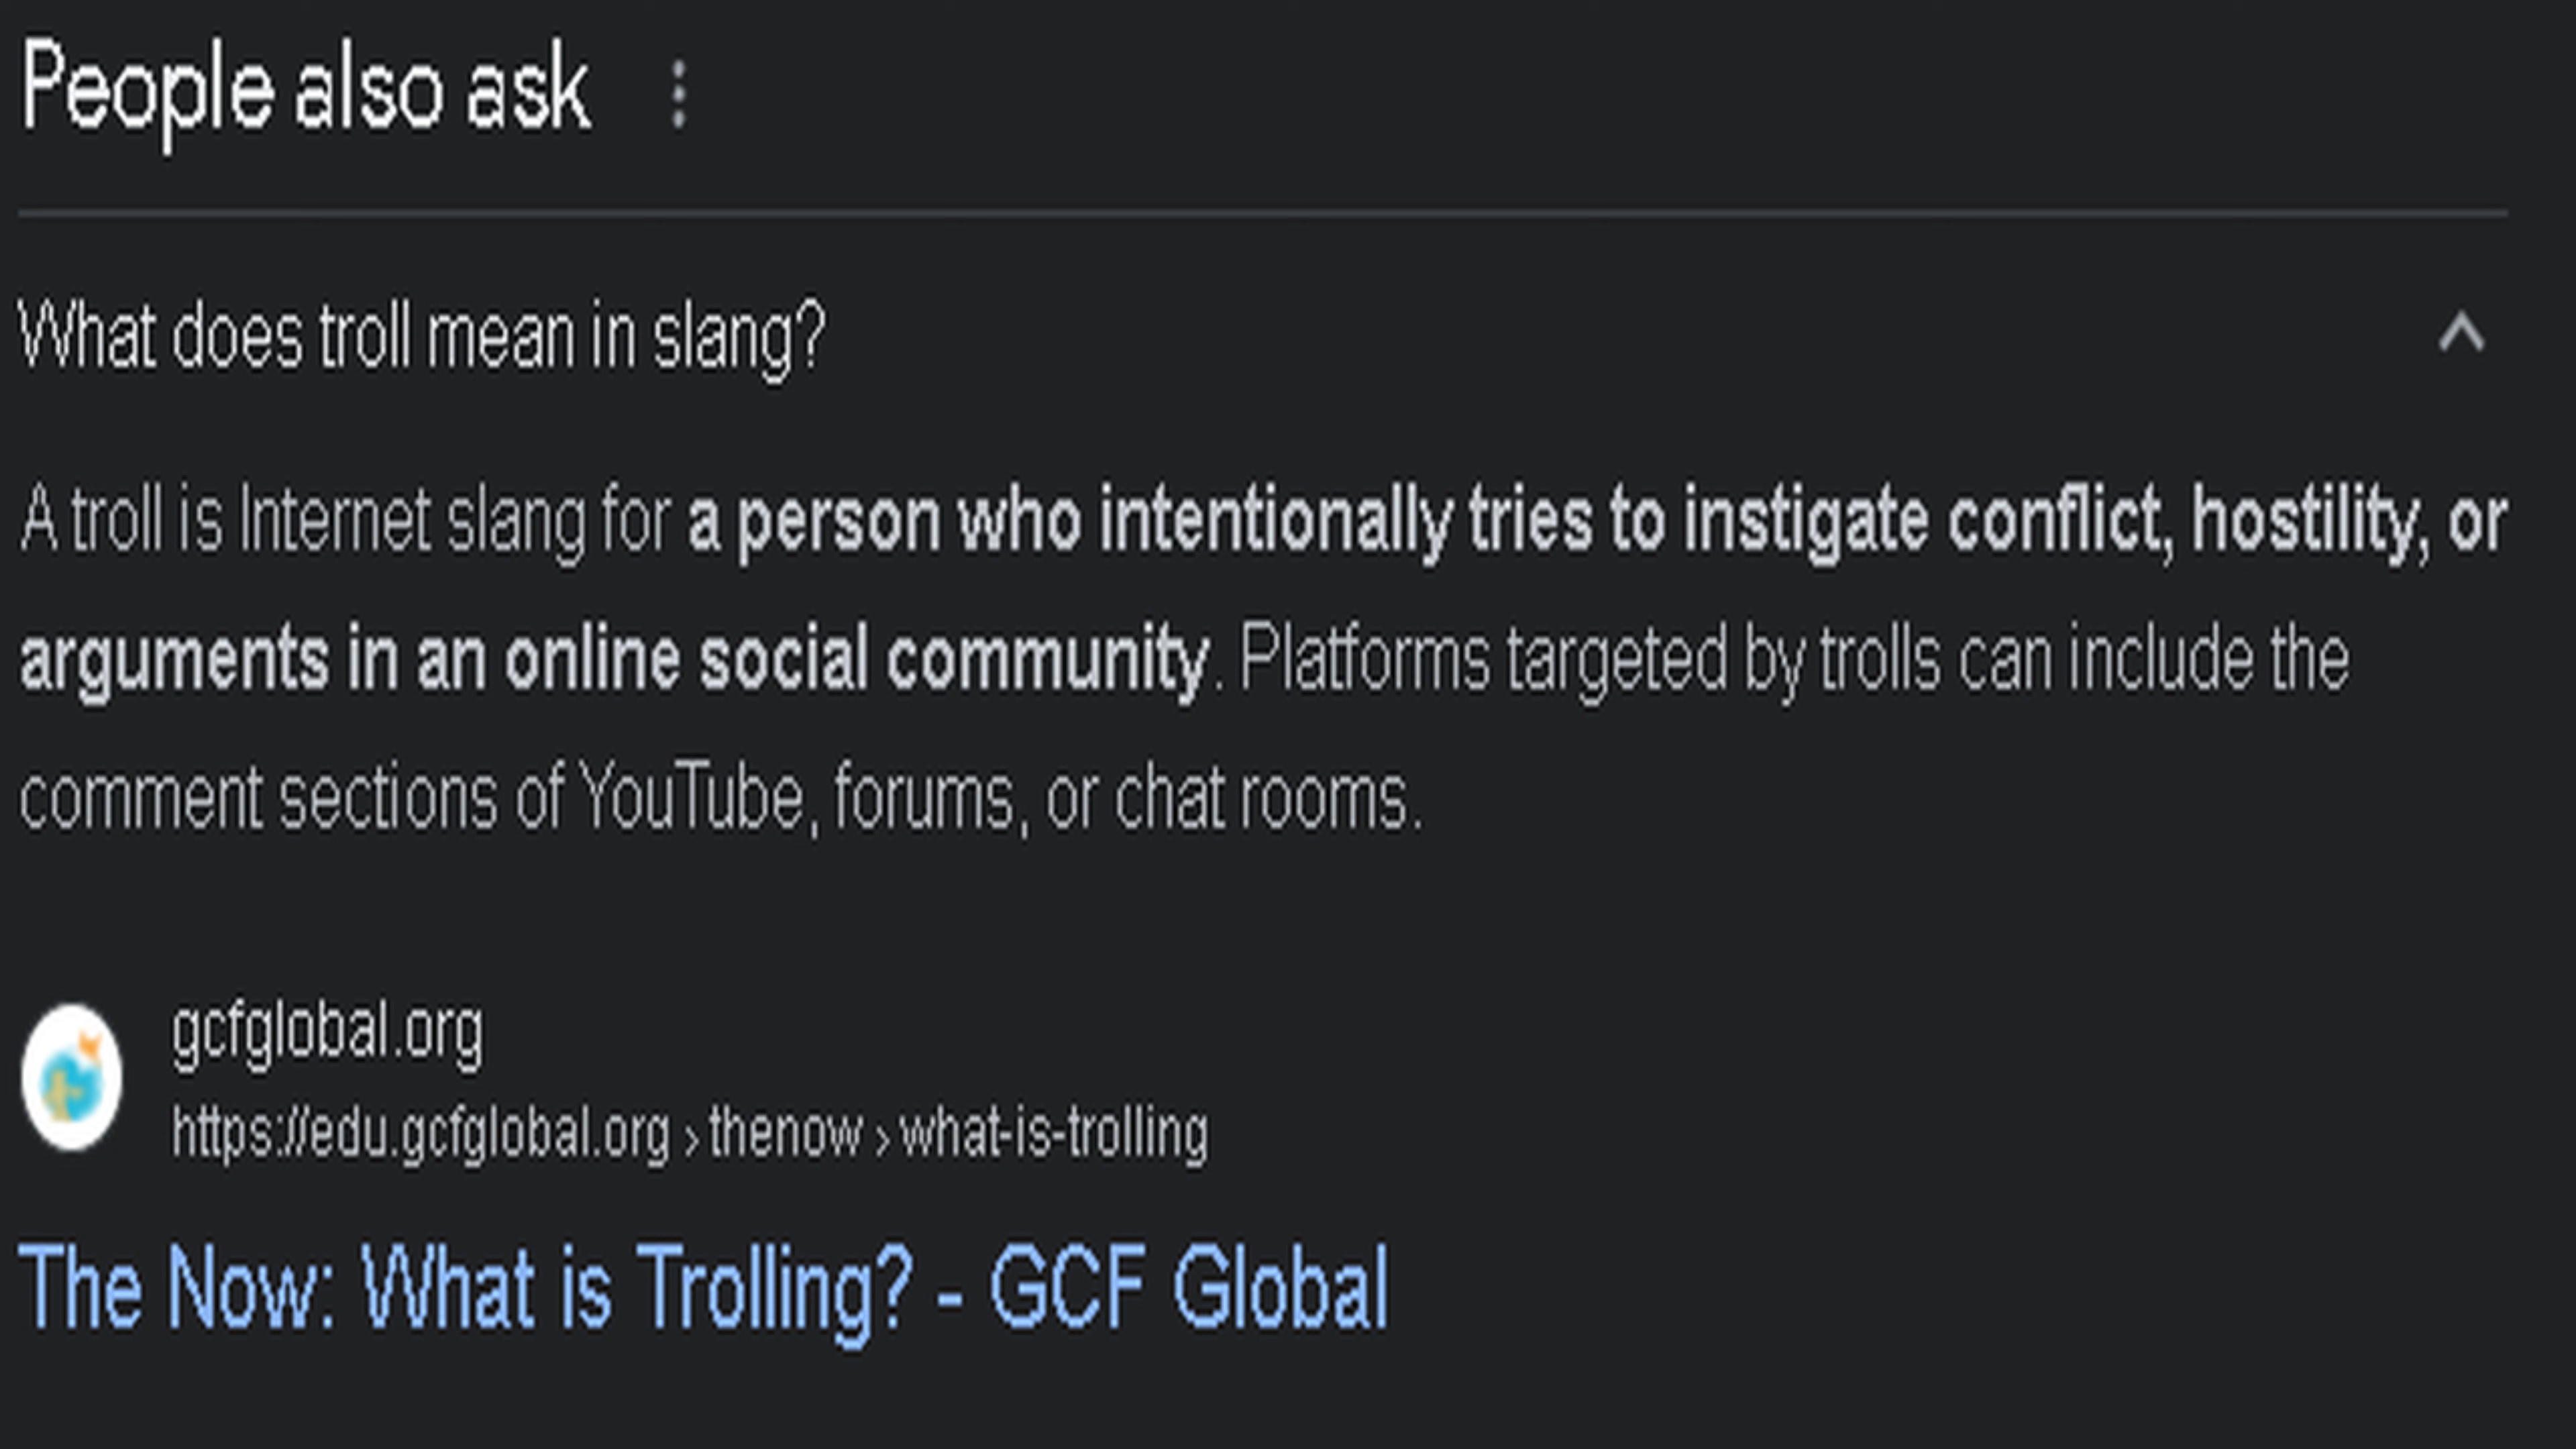 People also ask
What does troll mean in slang?
A troll is Internet slang for a person who intentionally tries to instigate conflict, hostility, or
arguments in an online social community. Platforms targeted by trolls can include the
comment sections of YouTube, forums, or chat rooms.
gcfglobal.org
https://edu.gcfglobal.org › thenow › what-is-trolling
The Now: What is Trolling? - GCF Global